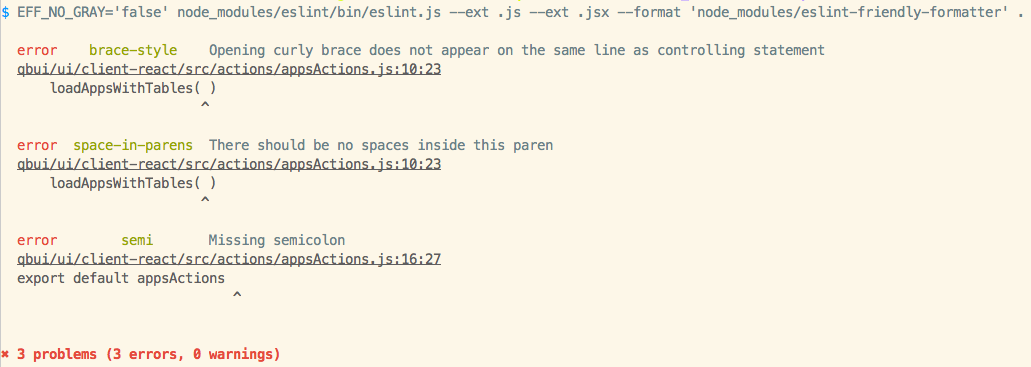 $ EFF_NO_GRAY='false' node_modules/eslint/bin/eslint.js --ext .js --ext .jsx --format 'node_modules/eslint-friendly-formatter' .
error brace-style Opening curly brace does not appear on the same line as controlling statement
qbui/ui/client-react/src/actions/appsActions.js:10:23
loadAppsWithTables( )
^
error space-in-parens There should be no spaces inside this paren
qbui/ui/client-react/src/actions/appsActions.js:10:23
loadAppsWithTables( )
^
error semi Missing semicolon
qbui/ui/client-react/src/actions/appsActions.js:16:27
export default appsActions
^
✖ 3 problems (3 errors, 0 warnings)